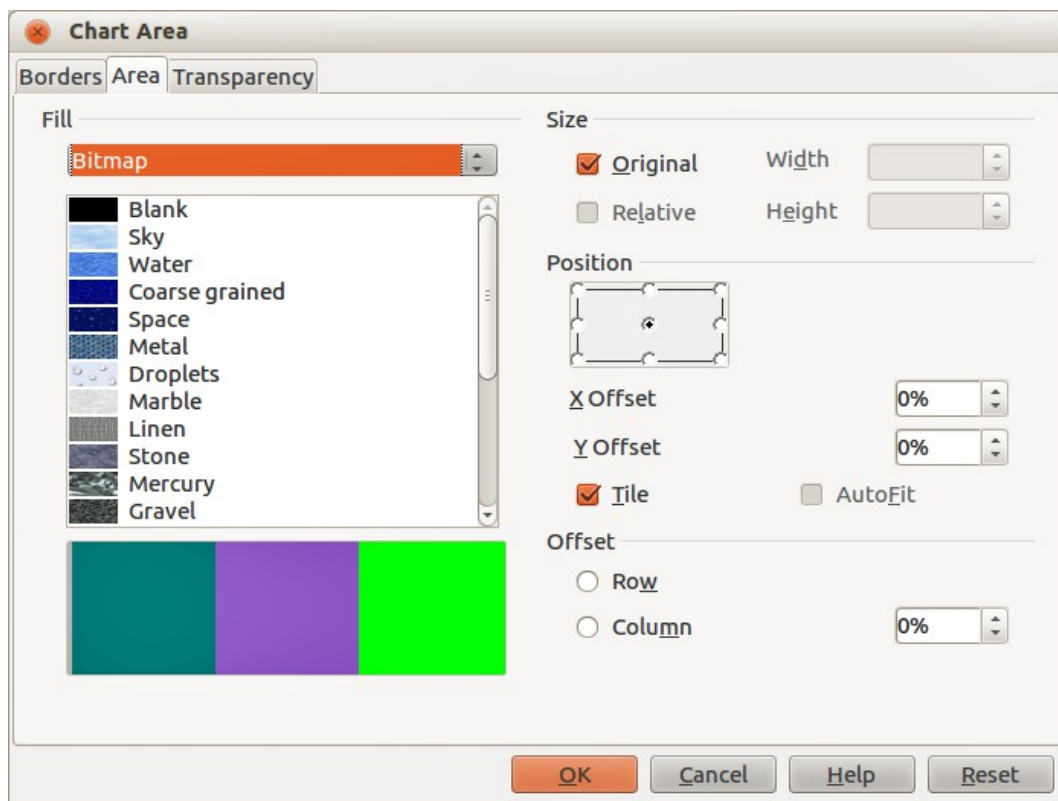 Chart Area
Borders Area Transparency
Fill
Bitmap
Blank
Sky
Water
Coarse grained
Space
Metal
Droplets
Marble
Linen
Stone
Mercury
Gravel
Size
Original Width
Relative Height
Position
X Offset 0%
Y Offset 0%
Tile AutoFit
Offset
Row
Column 0%
OK Cancel Help Reset